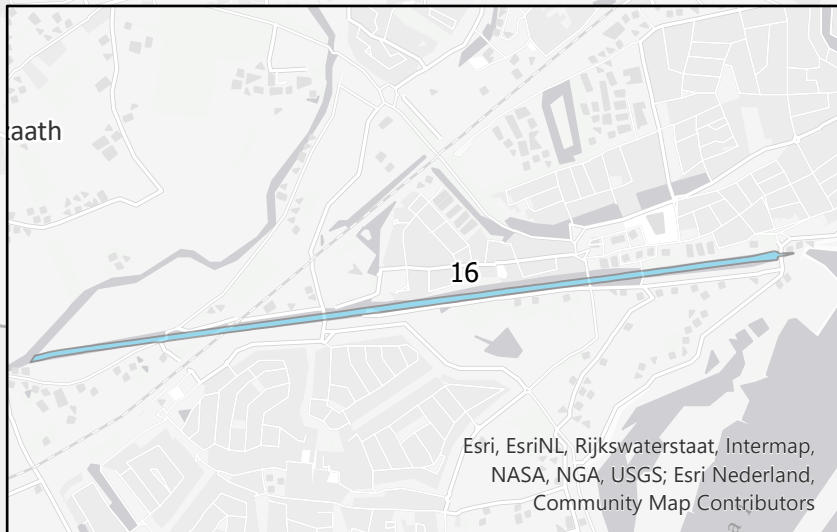 aath
16
Esri, EsriNL, Rijkswaterstaat, Intermap,
NASA, NGA, USGS; Esri Nederland,
Community Map Contributors